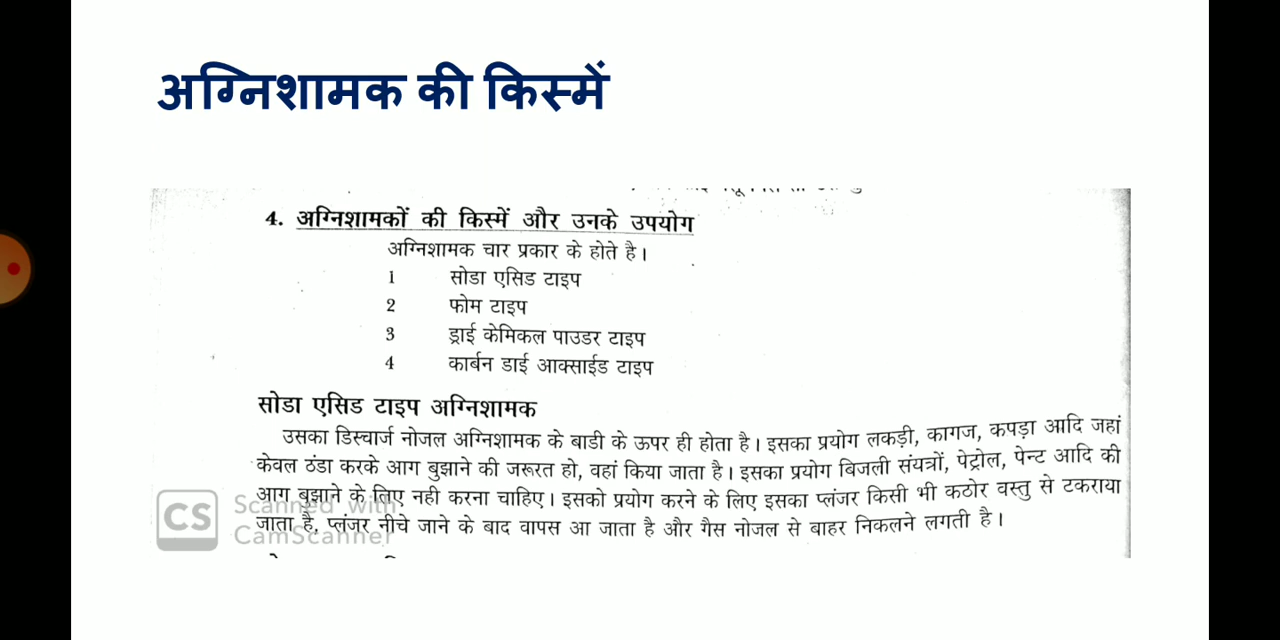 अग्निशामक की किस्में
4. अग्निशामकों की किस्में और उनके उपयोग
अग्निशामक चार प्रकार के होते है।
1 सोडा एसिड टाइप
2 फोम टाइप
3 ड्राई केमिकल पाउडर टाइप
4 कार्बन डाई आक्साईड टाइप
सोडा एसिड टाइप अग्निशामक
उसका डिस्चार्ज नोजल अग्निशामक के बाडी के ऊपर ही होता है। इसका प्रयोग लकड़ी, कागज, कपड़ा आदि जहां
केवल ठंडा करके आग बुझाने की जरूरत हो, वहां किया जाता है। इसका प्रयोग बिजली संयत्रों, पेट्रोल, पेन्ट आदि की
आग बुझाने के लिए नही करना चाहिए। इसको प्रयोग करने के लिए इसका प्लंजर किसी भी कठोर वस्तु से टकराया
जाता है, प्लंजर नीचे जाने के बाद वापस आ जाता है और गैस नोजल से बाहर निकलने लगती है।
CS Scanned with
CamScanner